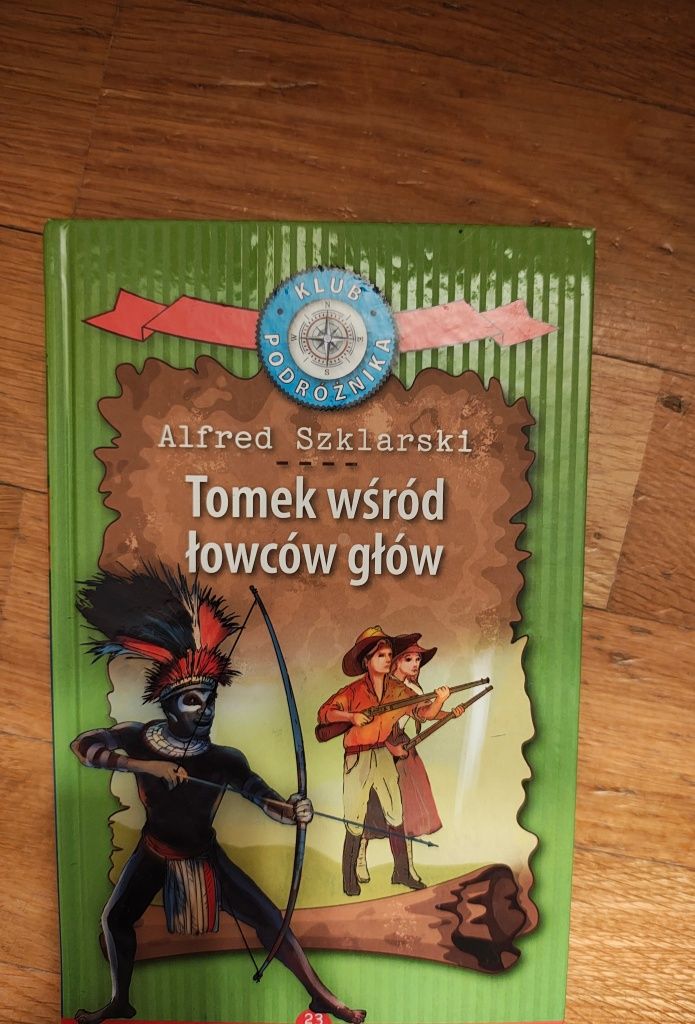 KLUB
PODRÓŻNIKA
N
W E
S
Alfred Szklarski
Tomek wśród
łowców głów
23